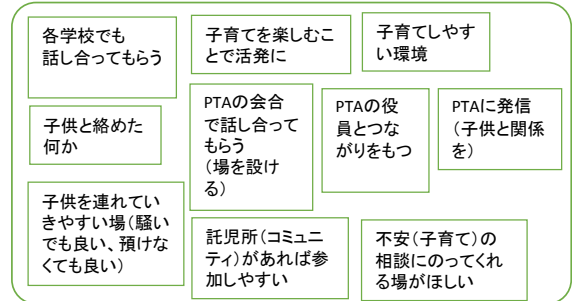 各学校でも
話し合ってもらう
子育てを楽しむこ
とで活発に
子育てしやす
い環境
子供と絡めた
何か
PTAの会合
で話し合って
もらう
(場を設け
る)
PTAの役
員とつな
がりをもつ
PTAに発信
(子供と関係
を)
子供を連れてい
きやすい場(騒い
でも良い、預けな
くても良い)
託児所(コミュニ
ティ)があれば参
加しやすい
不安(子育て)の
相談にのってくれ
る場がほしい